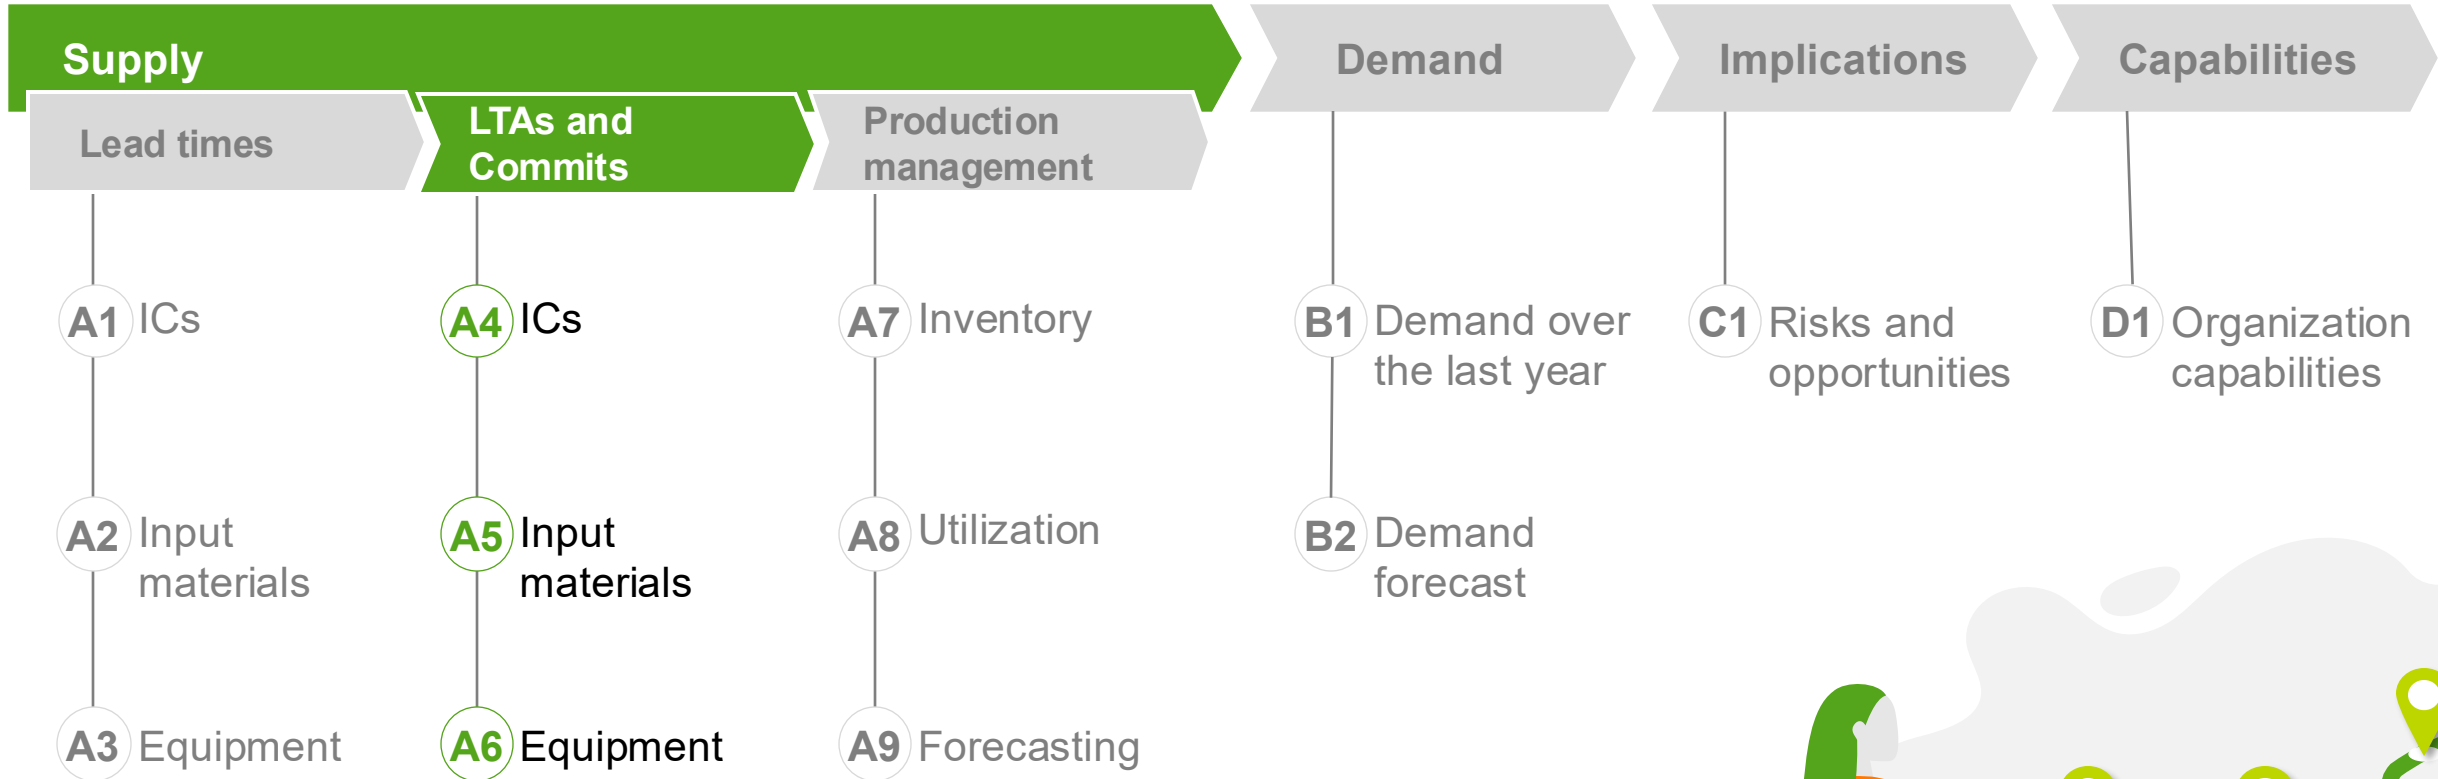 Supply
Demand
Implications
Capabilities
Lead times
LTAs and
Commits
Production
management
A1 ICs
A4 ICs
A7 Inventory
B1 Demand over
the last year
C1 Risks and
opportunities
D1 Organization
capabilities
A2 Input
materials
A5 Input
materials
A8 Utilization
B2 Demand
forecast
A3 Equipment
A6 Equipment
A9 Forecasting